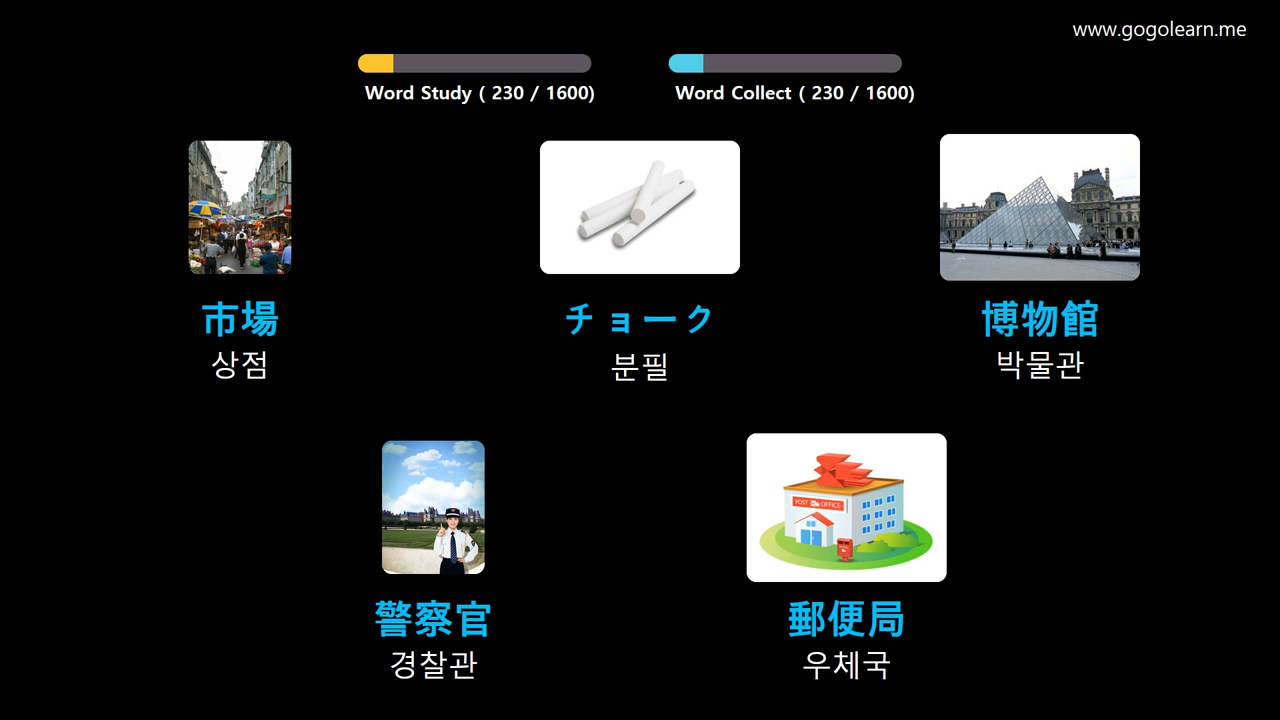 www.gogolearn.me
Word Study ( 230 / 1600)
Word Collect ( 230 / 1600)
市場
상점
チョーク
분필
博物館
박물관
POST OFFICE
警察官
경찰관
郵便局
우체국